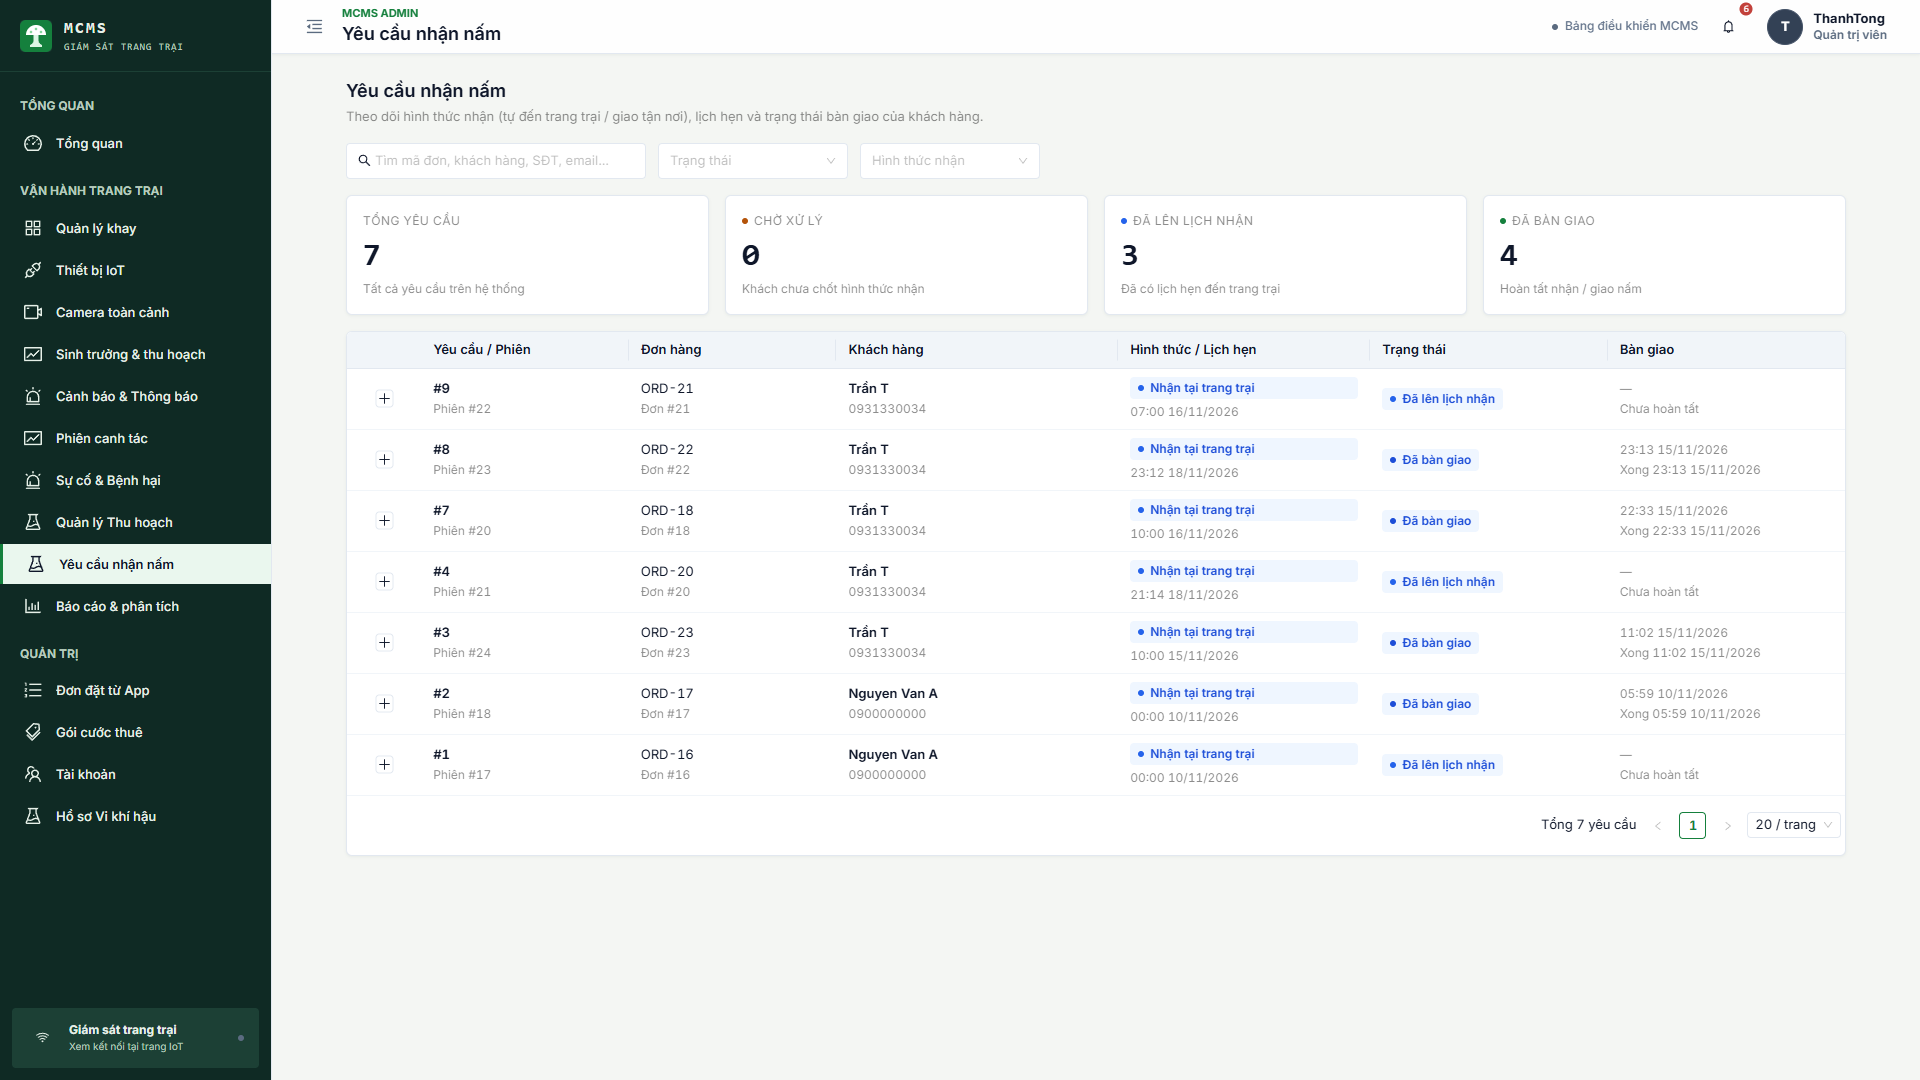 MCMS
GIÁM SÁT TRANG TRẠI
TỔNG QUAN
Tổng quan
VẬN HÀNH TRANG TRẠI
Quản lý khay
Thiết bị IoT
Camera toàn cảnh
Sinh trưởng & thu hoạch
Cảnh báo & Thông báo
Phiên canh tác
Sự cố & Bệnh hại
Quản lý Thu hoạch
Yêu cầu nhận nấm
Báo cáo & phân tích
QUẢN TRỊ
Đơn đặt từ App
Gói cước thuê
Tài khoản
Hồ sơ Vi khí hậu
Giám sát trang trại
Xem kết nối tại trang IoT
MCMS ADMIN
Yêu cầu nhận nấm
Bảng điều khiển MCMS
6
T
ThanhTong
Quản trị viên
Yêu cầu nhận nấm
Theo dõi hình thức nhận (tự đến trang trại / giao tận nơi), lịch hẹn và trạng thái bàn giao của khách hàng.
Tìm mã đơn, khách hàng, SĐT, email...
Trạng thái
Hình thức nhận
TỔNG YÊU CẦU
7
Tất cả yêu cầu trên hệ thống
CHỜ XỬ LÝ
0
Khách chưa chốt hình thức nhận
ĐÃ LÊN LỊCH NHẬN
3
Đã có lịch hẹn đến trang trại
ĐÃ BÀN GIAO
4
Hoàn tất nhận / giao nấm
Yêu cầu / Phiên Đơn hàng Khách hàng Hình thức / Lịch hẹn Trạng thái Bàn giao
#9 ORD-21 Trần T Nhận tại trang trại Đã lên lịch nhận —
Phiên #22 Đơn #21 0931330034 07:00 16/11/2026 Chưa hoàn tất
#8 ORD-22 Trần T Nhận tại trang trại Đã bàn giao 23:13 15/11/2026
Phiên #23 Đơn #22 0931330034 23:12 18/11/2026 Xong 23:13 15/11/2026
#7 ORD-18 Trần T Nhận tại trang trại Đã bàn giao 22:33 15/11/2026
Phiên #20 Đơn #18 0931330034 10:00 16/11/2026 Xong 22:33 15/11/2026
#4 ORD-20 Trần T Nhận tại trang trại Đã lên lịch nhận —
Phiên #21 Đơn #20 0931330034 21:14 18/11/2026 Chưa hoàn tất
#3 ORD-23 Trần T Nhận tại trang trại Đã bàn giao 11:02 15/11/2026
Phiên #24 Đơn #23 0931330034 10:00 15/11/2026 Xong 11:02 15/11/2026
#2 ORD-17 Nguyen Van A Nhận tại trang trại Đã bàn giao 05:59 10/11/2026
Phiên #18 Đơn #17 0900000000 00:00 10/11/2026 Xong 05:59 10/11/2026
#1 ORD-16 Nguyen Van A Nhận tại trang trại Đã lên lịch nhận —
Phiên #17 Đơn #16 0900000000 00:00 10/11/2026 Chưa hoàn tất
Tổng 7 yêu cầu < 1 > 20 / trang